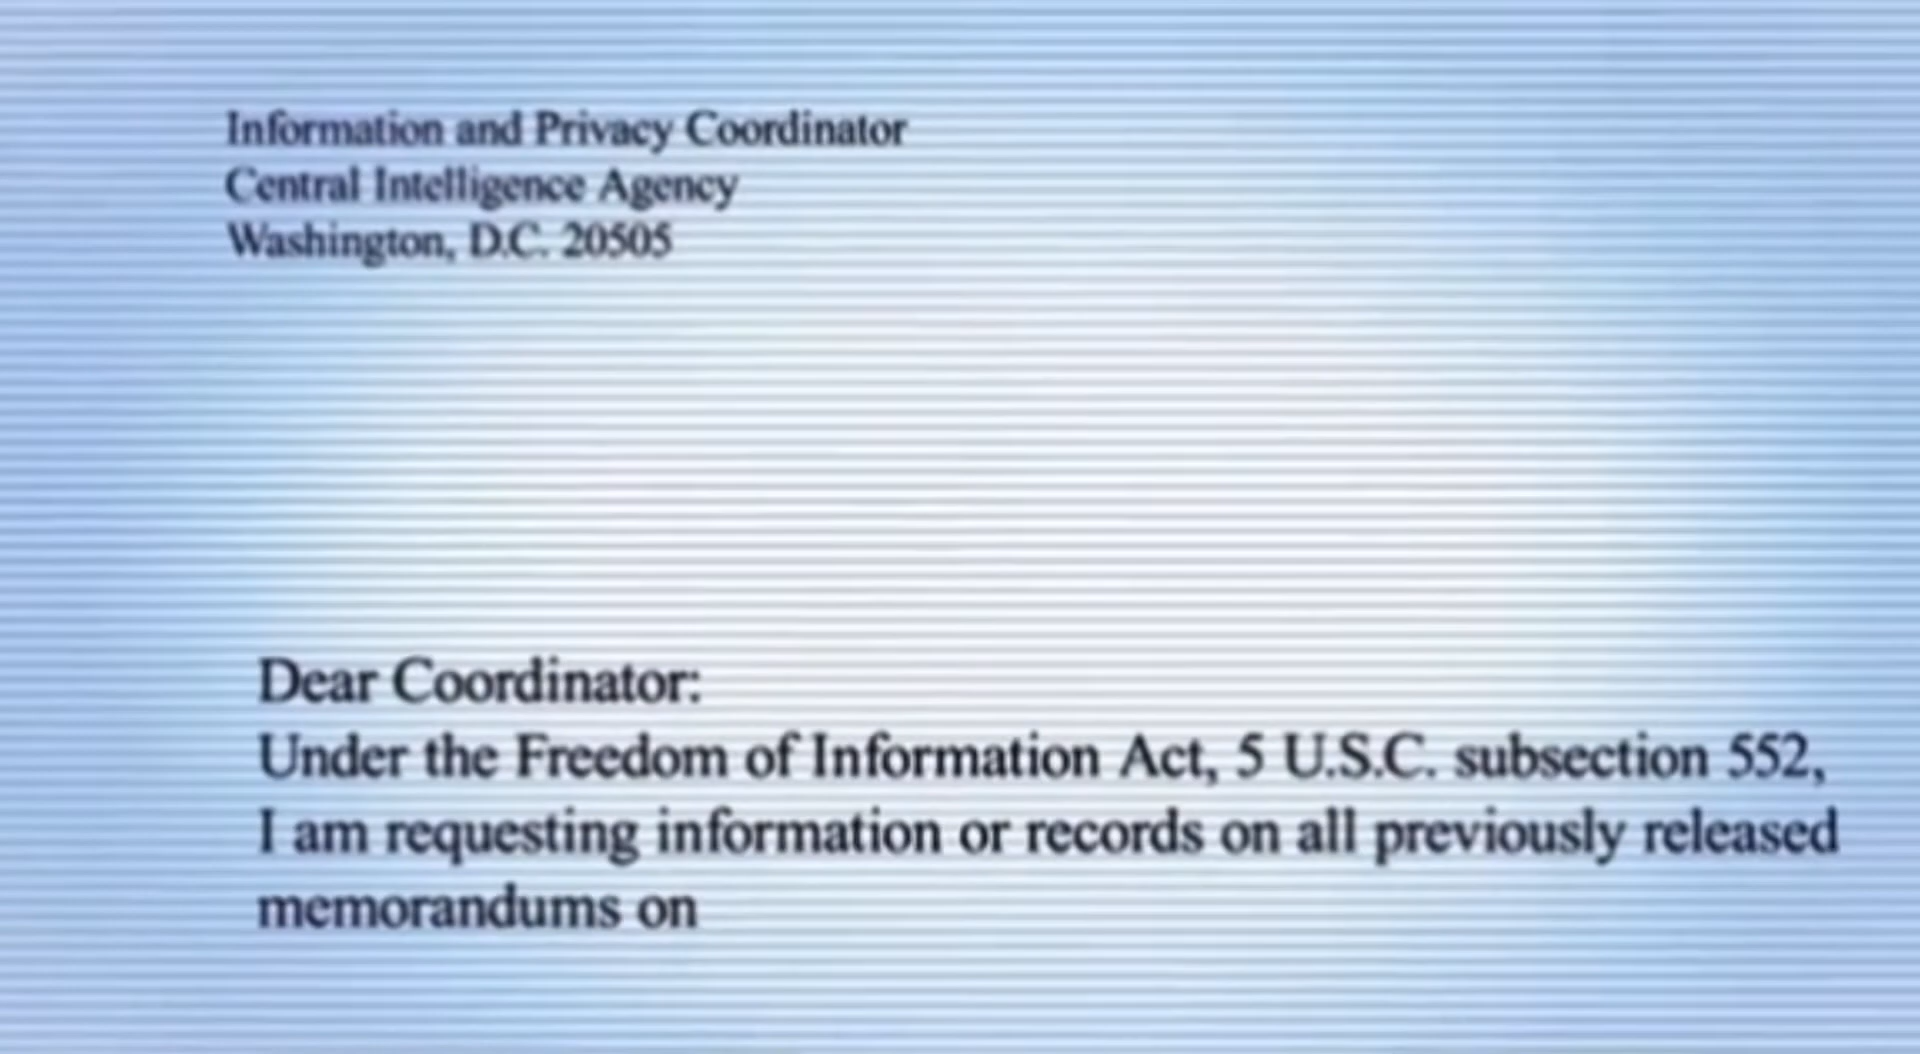 Information and Privacy Coordinator
Central Intelligence Agency
Washington, D.C. 20505
Dear Coordinator:
Under the Freedom of Information Act, 5 U.S.C. subsection 552,
I am requesting information or records on all previously released
memorandums on